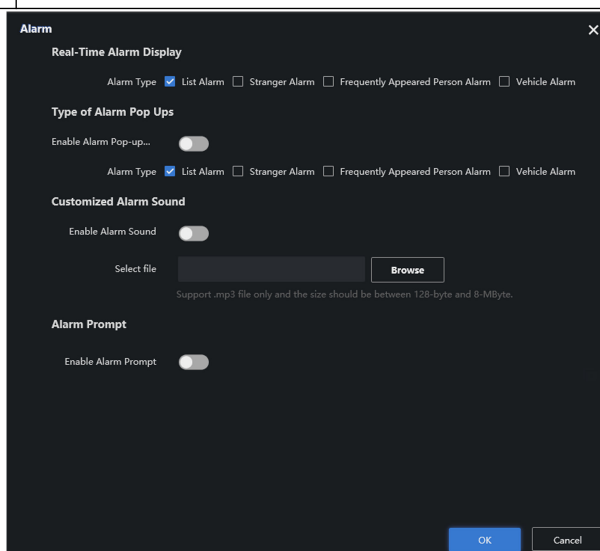 Alarm
Real-Time Alarm Display
Alarm Type List Alarm Stranger Alarm Frequently Appeared Person Alarm Vehicle Alarm
Type of Alarm Pop Ups
Enable Alarm Pop-up...
Alarm Type List Alarm Stranger Alarm Frequently Appeared Person Alarm Vehicle Alarm
Customized Alarm Sound
Enable Alarm Sound
Select file Browse
Support .mp3 file only and the size should be between 128-byte and 8-MByte.
Alarm Prompt
Enable Alarm Prompt
OK Cancel